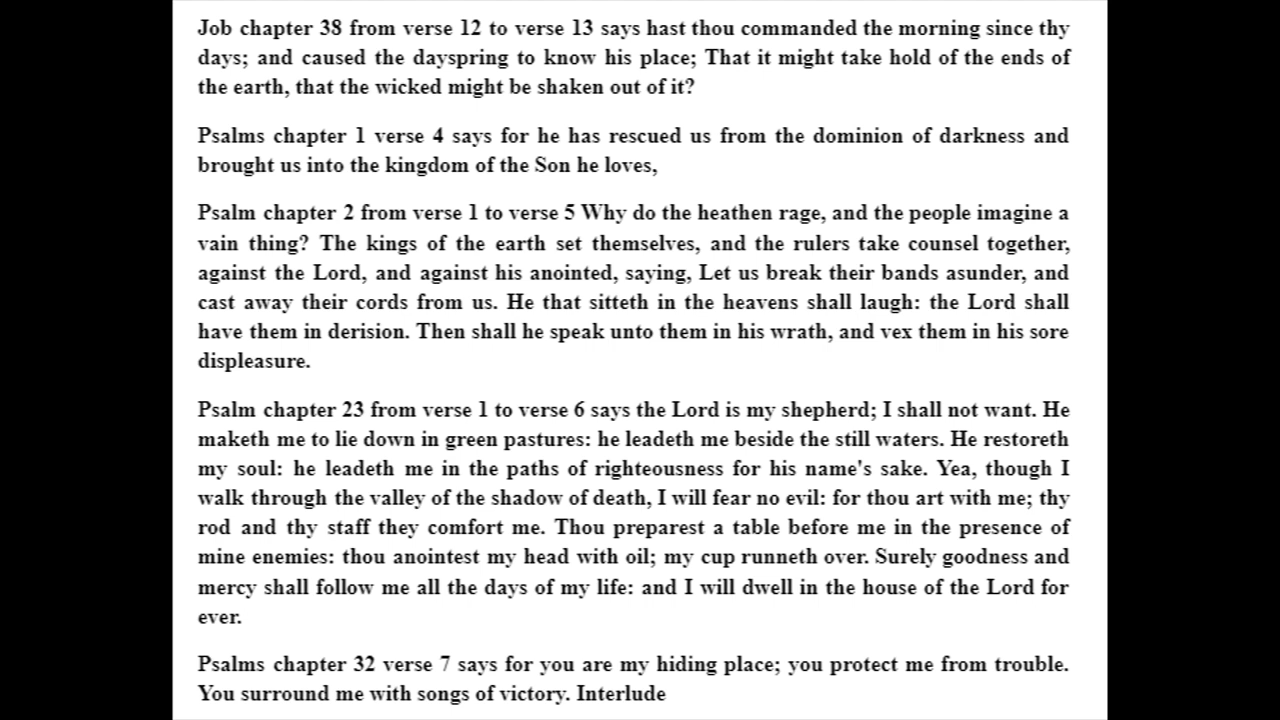 Job chapter 38 from verse 12 to verse 13 says hast thou commanded the morning since thy
days; and caused the dayspring to know his place; That it might take hold of the ends of
the earth, that the wicked might be shaken out of it?
Psalms chapter 1 verse 4 says for he has rescued us from the dominion of darkness and
brought us into the kingdom of the Son he loves,
Psalm chapter 2 from verse 1 to verse 5 Why do the heathen rage, and the people imagine a
vain thing? The kings of the earth set themselves, and the rulers take counsel together,
against the Lord, and against his anointed, saying, Let us break their bands asunder, and
cast away their cords from us. He that sitteth in the heavens shall laugh: the Lord shall
have them in derision. Then shall he speak unto them in his wrath, and vex them in his sore
displeasure.
Psalm chapter 23 from verse 1 to verse 6 says the Lord is my shepherd; I shall not want. He
maketh me to lie down in green pastures: he leadeth me beside the still waters. He restoreth
my soul: he leadeth me in the paths of righteousness for his name's sake. Yea, though I
walk through the valley of the shadow of death, I will fear no evil: for thou art with me; thy
rod and thy staff they comfort me. Thou preparest a table before me in the presence of
mine enemies: thou anointest my head with oil; my cup runneth over. Surely goodness and
mercy shall follow me all the days of my life: and I will dwell in the house of the Lord for
ever.
Psalms chapter 32 verse 7 says for you are my hiding place; you protect me from trouble.
You surround me with songs of victory. Interlude